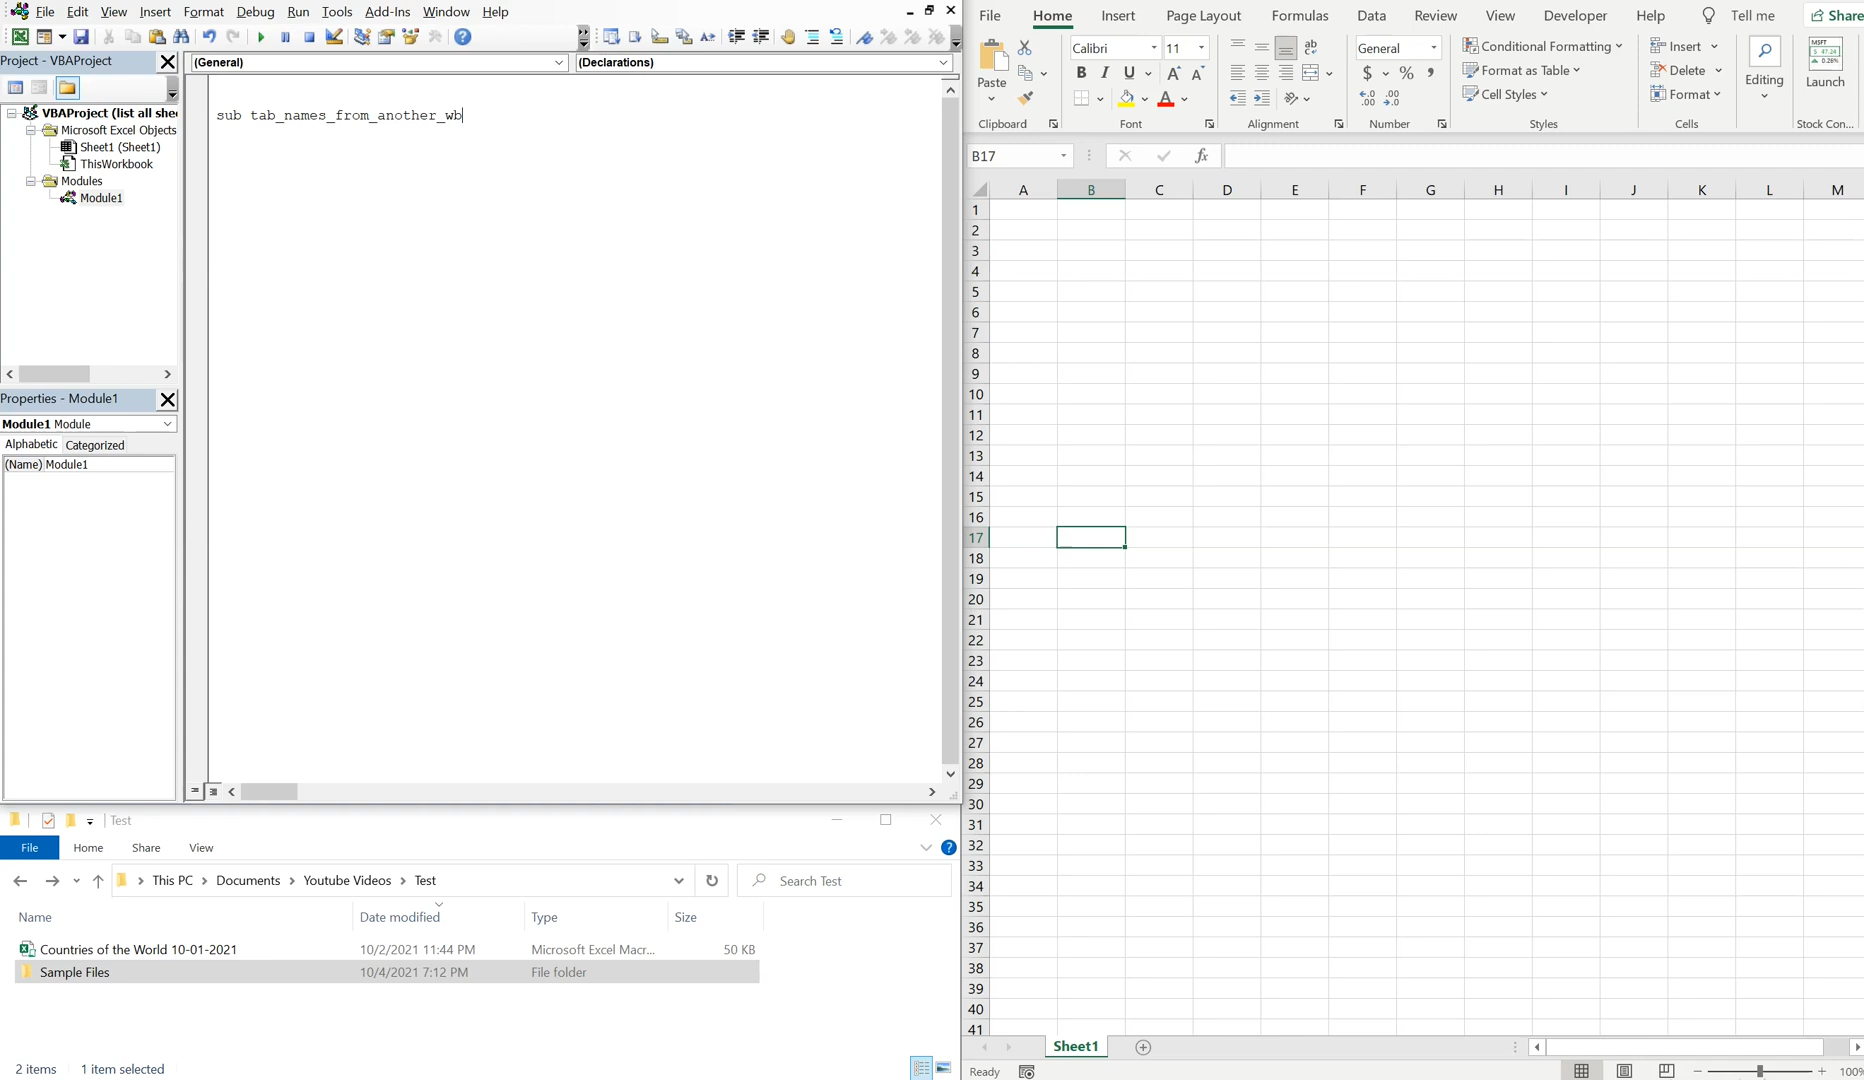 File Edit View Insert Format Debug Run Tools Add-Ins Window Help
Project - VBAProject
(General) (Declarations)
VBAProject (list all she
Microsoft Excel Objects
Sheet1 (Sheet1)
ThisWorkbook
Modules
Module1
sub tab_names_from_another_wb
Properties - Module1
Module1 Module
Alphabetic Categorized
(Name) Module1
Test
File Home Share View
This PC > Documents > Youtube Videos > Test
Search Test
Name Date modified Type Size
Countries of the World 10-01-2021 10/2/2021 11:44 PM Microsoft Excel Macr... 50 KB
Sample Files 10/4/2021 7:12 PM File folder
2 items 1 item selected
File Home Insert Page Layout Formulas Data Review View Developer Help Tell me Share
Paste
Clipboard
Calibri 11
B I U A A
A
Font
ab
Alignment
General
$ % ,
Number
Conditional Formatting
Format as Table
Cell Styles
Styles
Insert
Delete
Format
Cells
Editing
MSFT
$ 47.24
0.26%
Launch
Stock Con...
B17 fx
A B C D E F G H I J K L M
1
2
3
4
5
6
7
8
9
10
11
12
13
14
15
16
17
18
19
20
21
22
23
24
25
26
27
28
29
30
31
32
33
34
35
36
37
38
39
40
41
Sheet1
Ready 100%